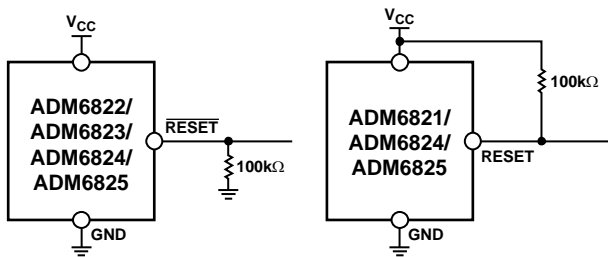 VCC
ADM6822/
ADM6823/
ADM6824/
ADM6825
RESET
100kΩ
GND
VCC
100kΩ
ADM6821/
ADM6824/
ADM6825
RESET
GND